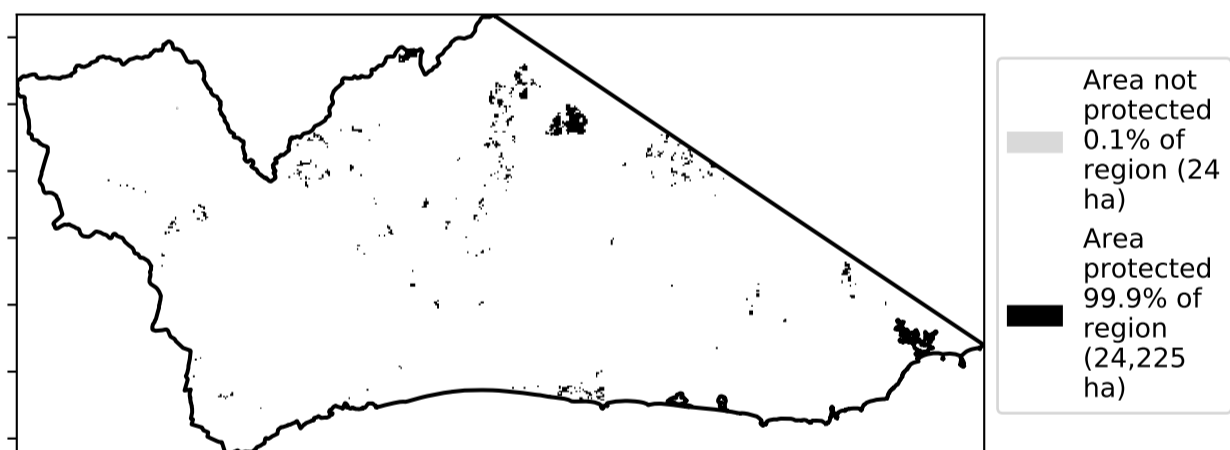 Area not
protected
0.1% of
region (24
ha)
Area
protected
99.9% of
region
(24,225
ha)